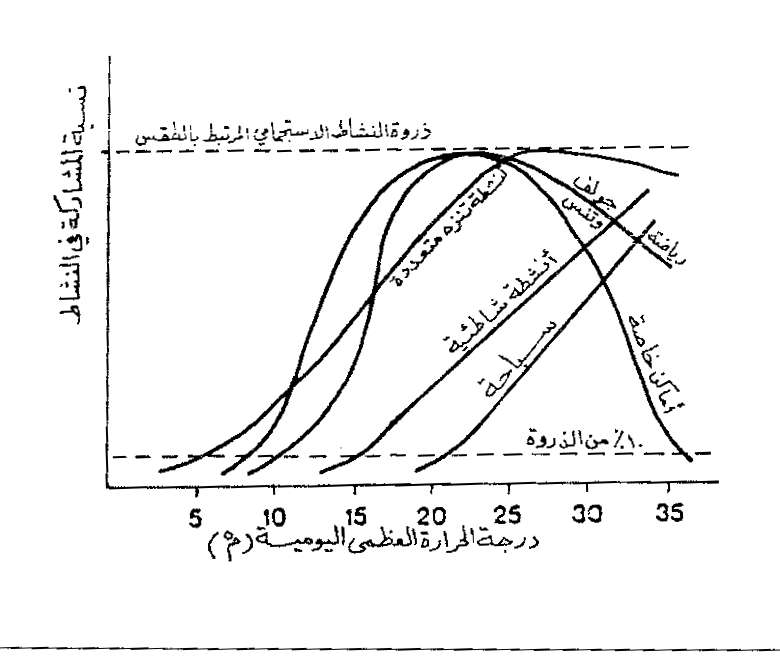 نسبة المشاركة في النشاط
ذروة النشاط الاستجمامي المرتبط بالطقس
أنشطة تنزه متعددة
جولف
وتنس
رياضة
أنشطة شاطئية
سباحة
أماكن خاصة
١٠٪ من الذروة
5 10 15 20 25 30 35
درجة الحرارة العظمى اليومية (م°)